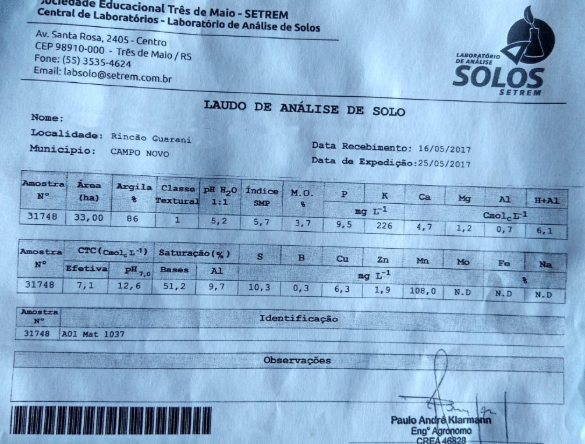 Sociedade Educacional Três de Maio - SETREM
Central de Laboratórios - Laboratório de Análise de Solos
Av. Santa Rosa, 2405 - Centro
CEP 98910-000 - Três de Maio / RS
Fone: (55) 3535-4624
Email: labsolo@setrem.com.br
LABORATÓRIO
DE ANÁLISE
SOLOS
SETREM
LAUDO DE ANÁLISE DE SOLO
Nome:
Localidade: Rincão Guarani
Município: CAMPO NOVO
Data Recebimento: 16/05/2017
Data de Expedição:25/05/2017
Amostra Área Argila Classe pH H₂O Índice M.O. P K Ca Mg Al H+Al
Nº (ha) % Textural 1:1 SMP % mg L⁻¹ CmolcL⁻¹
31748 33,00 86 1 5,2 5,7 3,7 9,5 226 4,7 1,2 0,7 6,1
Amostra CTC(CmolcL⁻¹) Saturação(%) S B Cu Zn Mn Mo Fe Na
Nº Efetiva pH7,0 Bases Al mg L⁻¹ %
31748 7,1 12,6 51,2 9,7 10,3 0,3 6,3 1,9 108,0 N.D N.D N.D
Amostra Identificação
Nº
31748 A01 Mat 1037
Observações
Paulo André Klarmann
Engº Agrônomo
CREA 46828